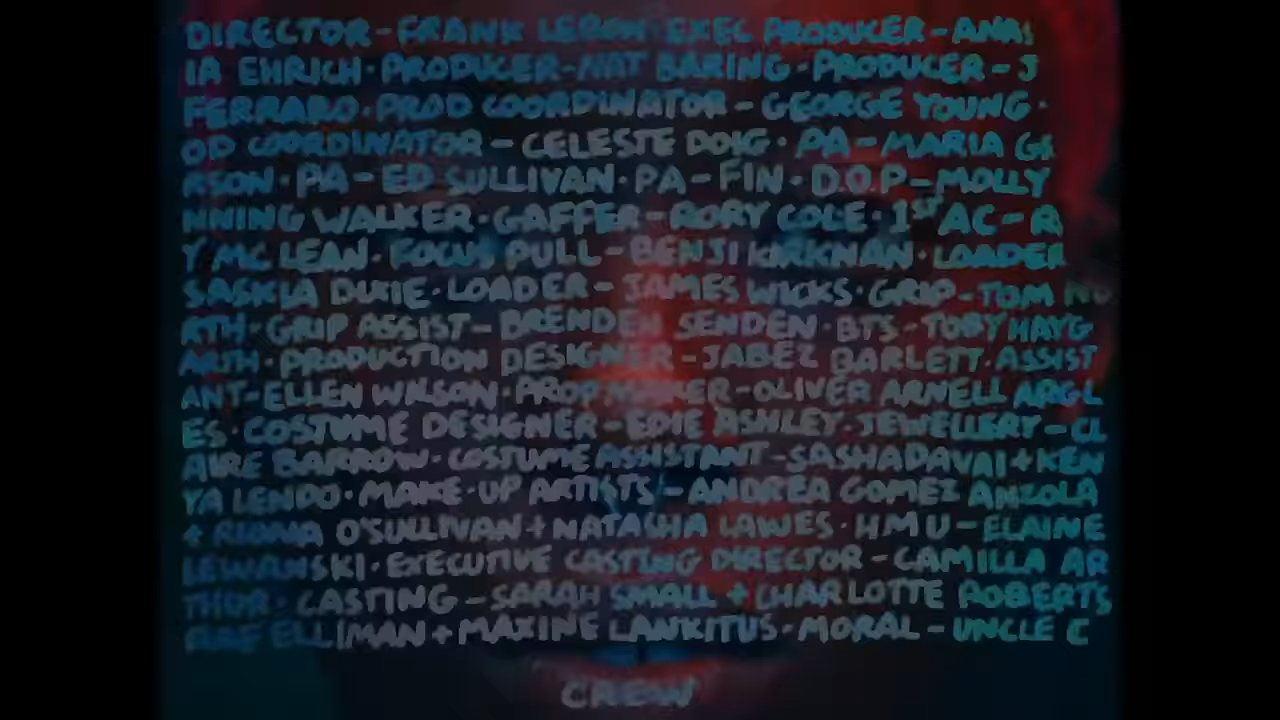 DIRECTOR - FRANK LEBON · EXEC PRODUCER - ANA
IA EHRICH · PRODUCER - NAT BARING · PRODUCER - J
FERRARO · PROD COORDINATOR - GEORGE YOUNG ·
OD COORDINATOR - CELESTE DOIG · PA - MARIA GE
RSON · PA - ED SULLIVAN · PA - FIN · D.O.P - MOLLY
NNING WALKER · GAFFER - RORY COLE · 1ST AC - R
Y MC LEAN · FOCUS PULL - BENJI KIRKNAN · LOADER
SASKIA DIXIE · LOADER - JAMES WICKS · GRIP - TOM NO
RTH · GRIP ASSIST - BRENDEN SENDEN · BTS - TOBY HAYG
ARTH · PRODUCTION DESIGNER - JABEZ BARLETT · ASSIST
ANT - ELLEN WILSON · PROP MAKER - OLIVER ARNELL ARGL
ES · COSTUME DESIGNER - EDIE ASHLEY · JEWELLERY - CL
AIRE BARROW · COSTUME ASSISTANT - SASHADAVAI + KEN
YA LENDO · MAKE-UP ARTISTS - ANDREA GOMEZ ANZOLA
+ O'SULLIVAN + NATASHA LAWES · HMU - ELAINE
LEWANSKI · EXECUTIVE CASTING DIRECTOR - CAMILLA AR
THUR · CASTING - SARAH SMALL + CHARLOTTE ROBERTS
ELLIMAN + MAXINE LANKITUS · MORAL - UNCLE C
CREW